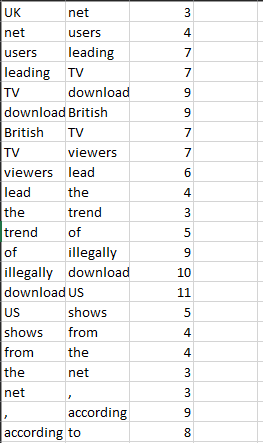 UK net 3
net users 4
users leading 7
leading TV 7
TV download 9
download British 9
British TV 7
TV viewers 7
viewers lead 6
lead the 4
the trend 3
trend of 5
of illegally 9
illegally download 10
download US 11
US shows 5
shows from 4
from the 4
the net 3
net , 3
, according 9
according to 8